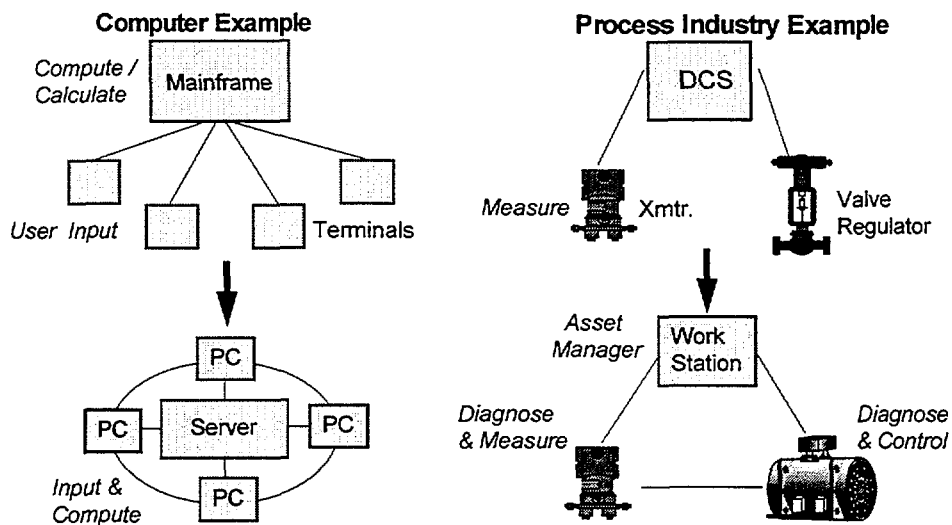 Computer Example
Compute /
Calculate
Mainframe
User Input
Terminals
PC
PC
Server
PC
Input &
Compute
PC
Process Industry Example
DCS
Measure
Xmtr.
Valve
Regulator
Asset
Manager
Work
Station
Diagnose
& Measure
Diagnose
& Control